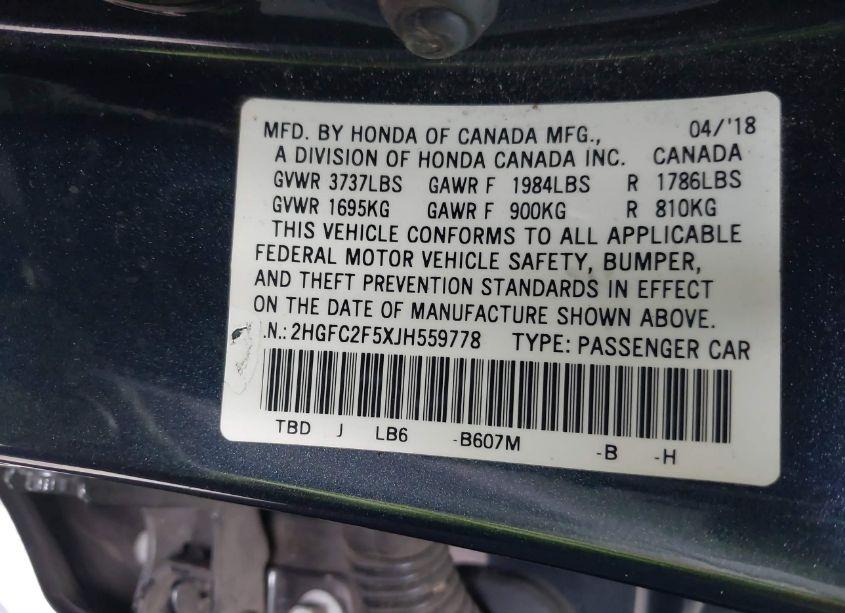 MFD. BY HONDA OF CANADA MFG., 04/'18
A DIVISION OF HONDA CANADA INC. CANADA
GVWR 3737LBS GAWR F 1984LBS R 1786LBS
GVWR 1695KG GAWR F 900KG R 810KG
THIS VEHICLE CONFORMS TO ALL APPLICABLE
FEDERAL MOTOR VEHICLE SAFETY, BUMPER,
AND THEFT PREVENTION STANDARDS IN EFFECT
ON THE DATE OF MANUFACTURE SHOWN ABOVE.
.N.: 2HGFC2F5XJH559778 TYPE: PASSENGER CAR
TBD J LB6 -B607M -B -H